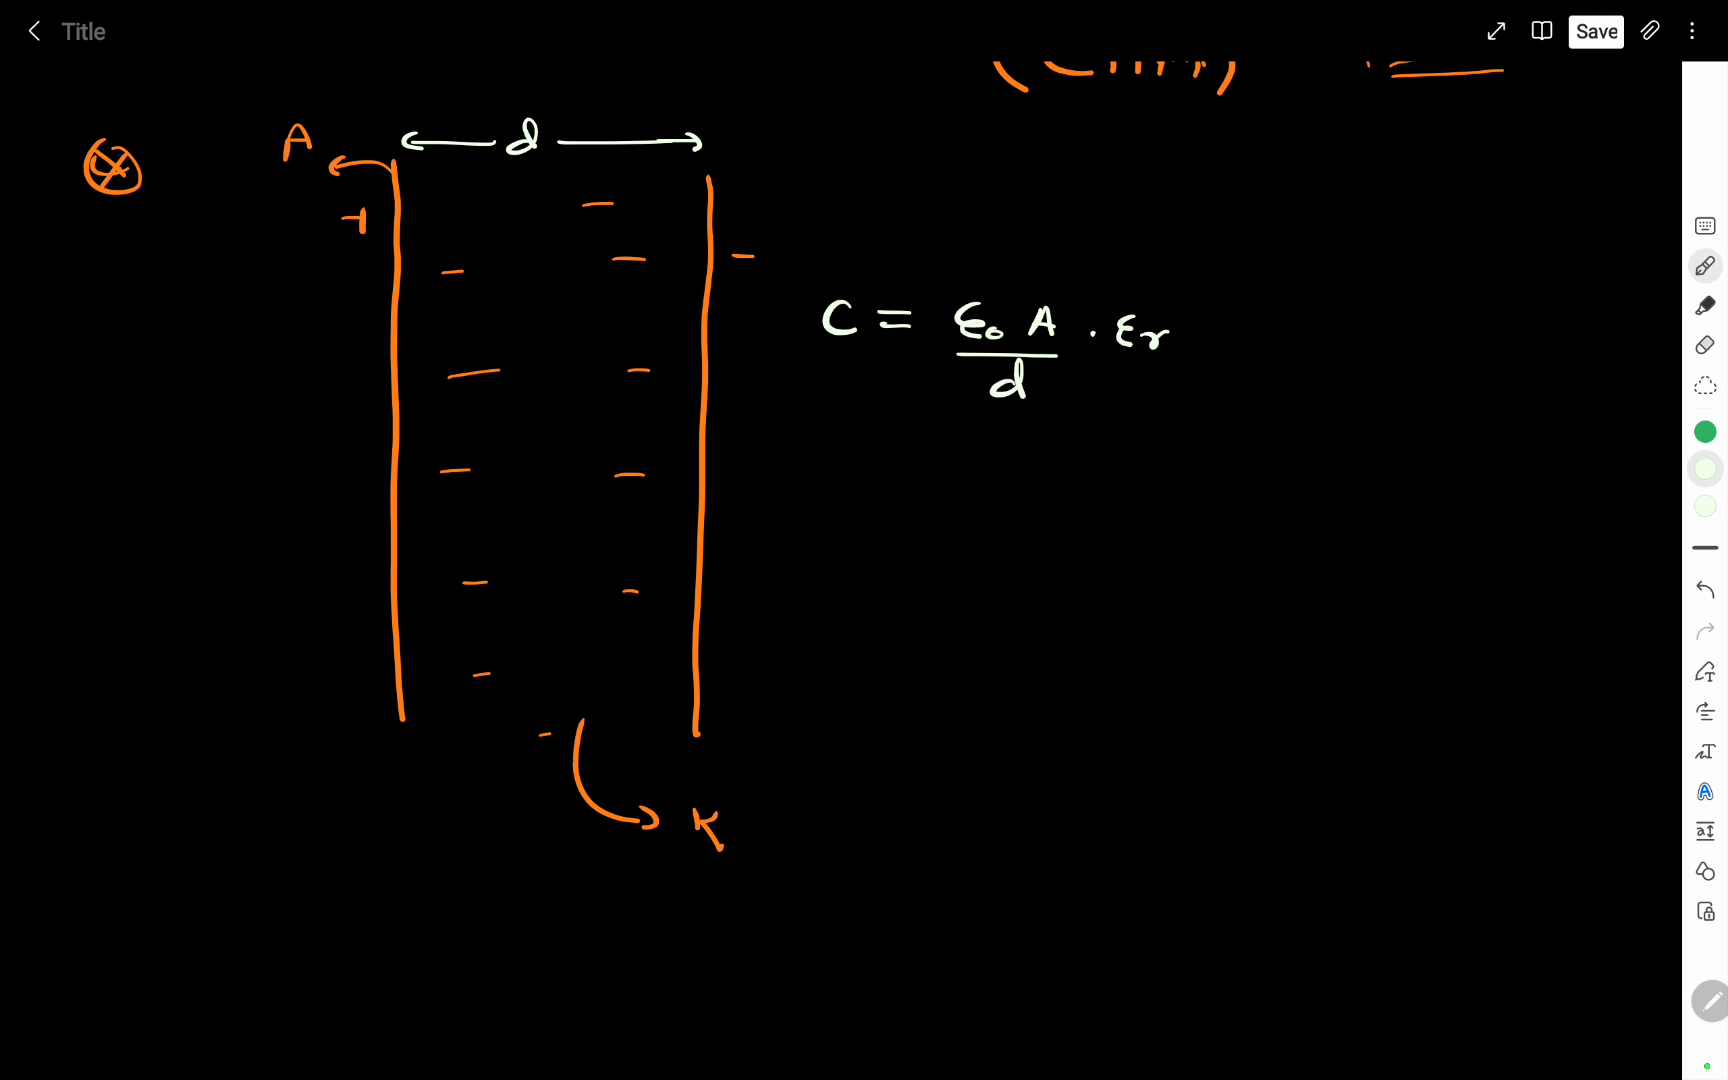 Title
Save
A
d
+
-
C = ε₀ A / d . εr
K